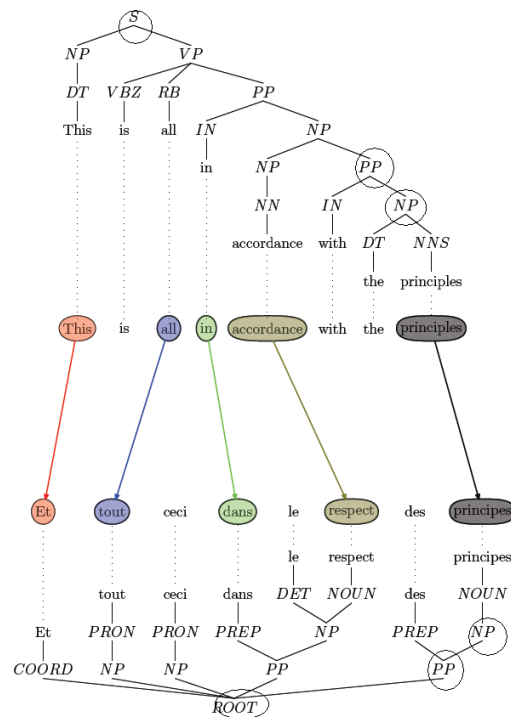 S
NP VP
DT VBZ RB PP
This is all IN NP
in NP PP
NN IN NP
accordance with DT NNS
the principles
This is all in accordance with the principles
Et tout ceci dans le respect des principes
le respect principes
tout ceci dans DET NOUN des NOUN
Et PRON PRON PREP NP PREP NP
COORD NP NP PP PP
ROOT